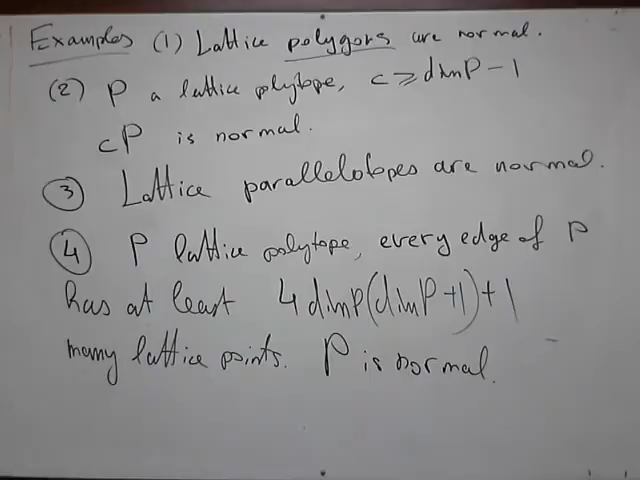 Examples (1) Lattice polygons are normal.
(2) P a lattice polytope, c ⩾ dim P - 1
cP is normal.
③ Lattice parallelotopes are normal.
④ P lattice polytope, every edge of P
has at least 4 dim P (dim P + 1) + 1
many lattice points. P is normal.